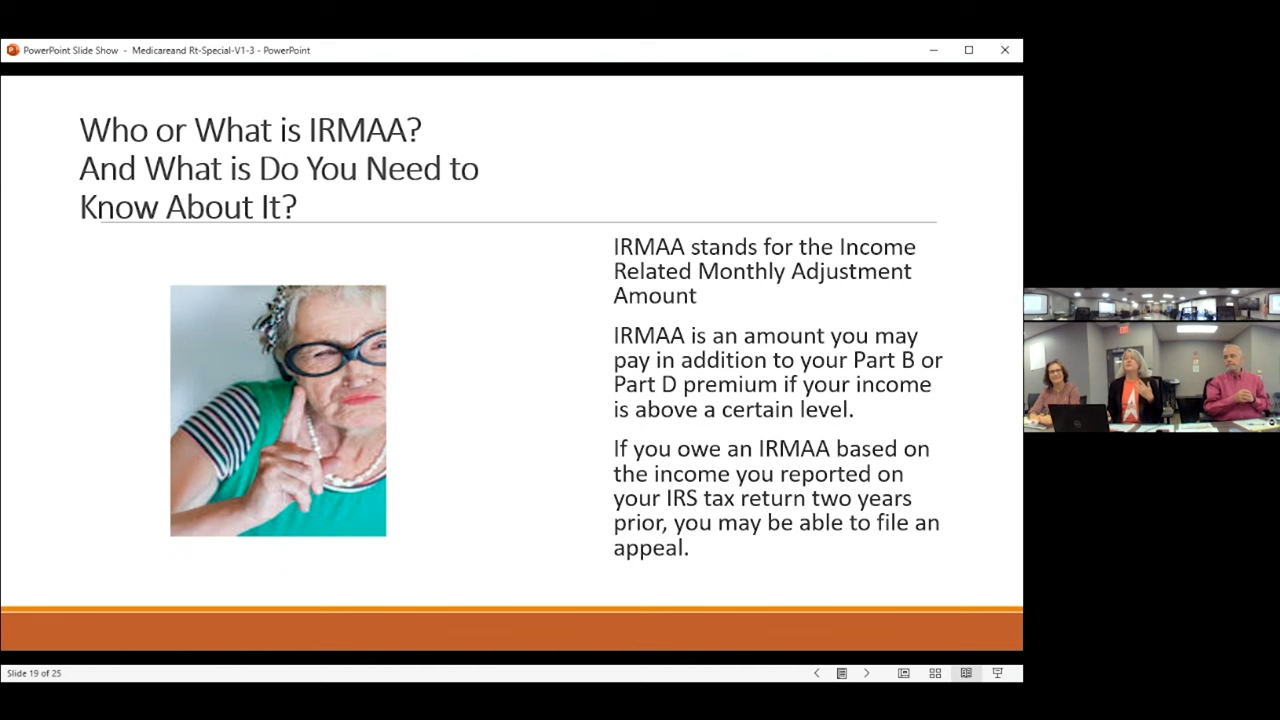 PowerPoint Slide Show - Medicareand Rt-Special-V1-3 - PowerPoint
Who or What is IRMAA?
And What is Do You Need to
Know About It?
IRMAA stands for the Income
Related Monthly Adjustment
Amount
IRMAA is an amount you may
pay in addition to your Part B or
Part D premium if your income
is above a certain level.
If you owe an IRMAA based on
the income you reported on
your IRS tax return two years
prior, you may be able to file an
appeal.
Slide 19 of 25